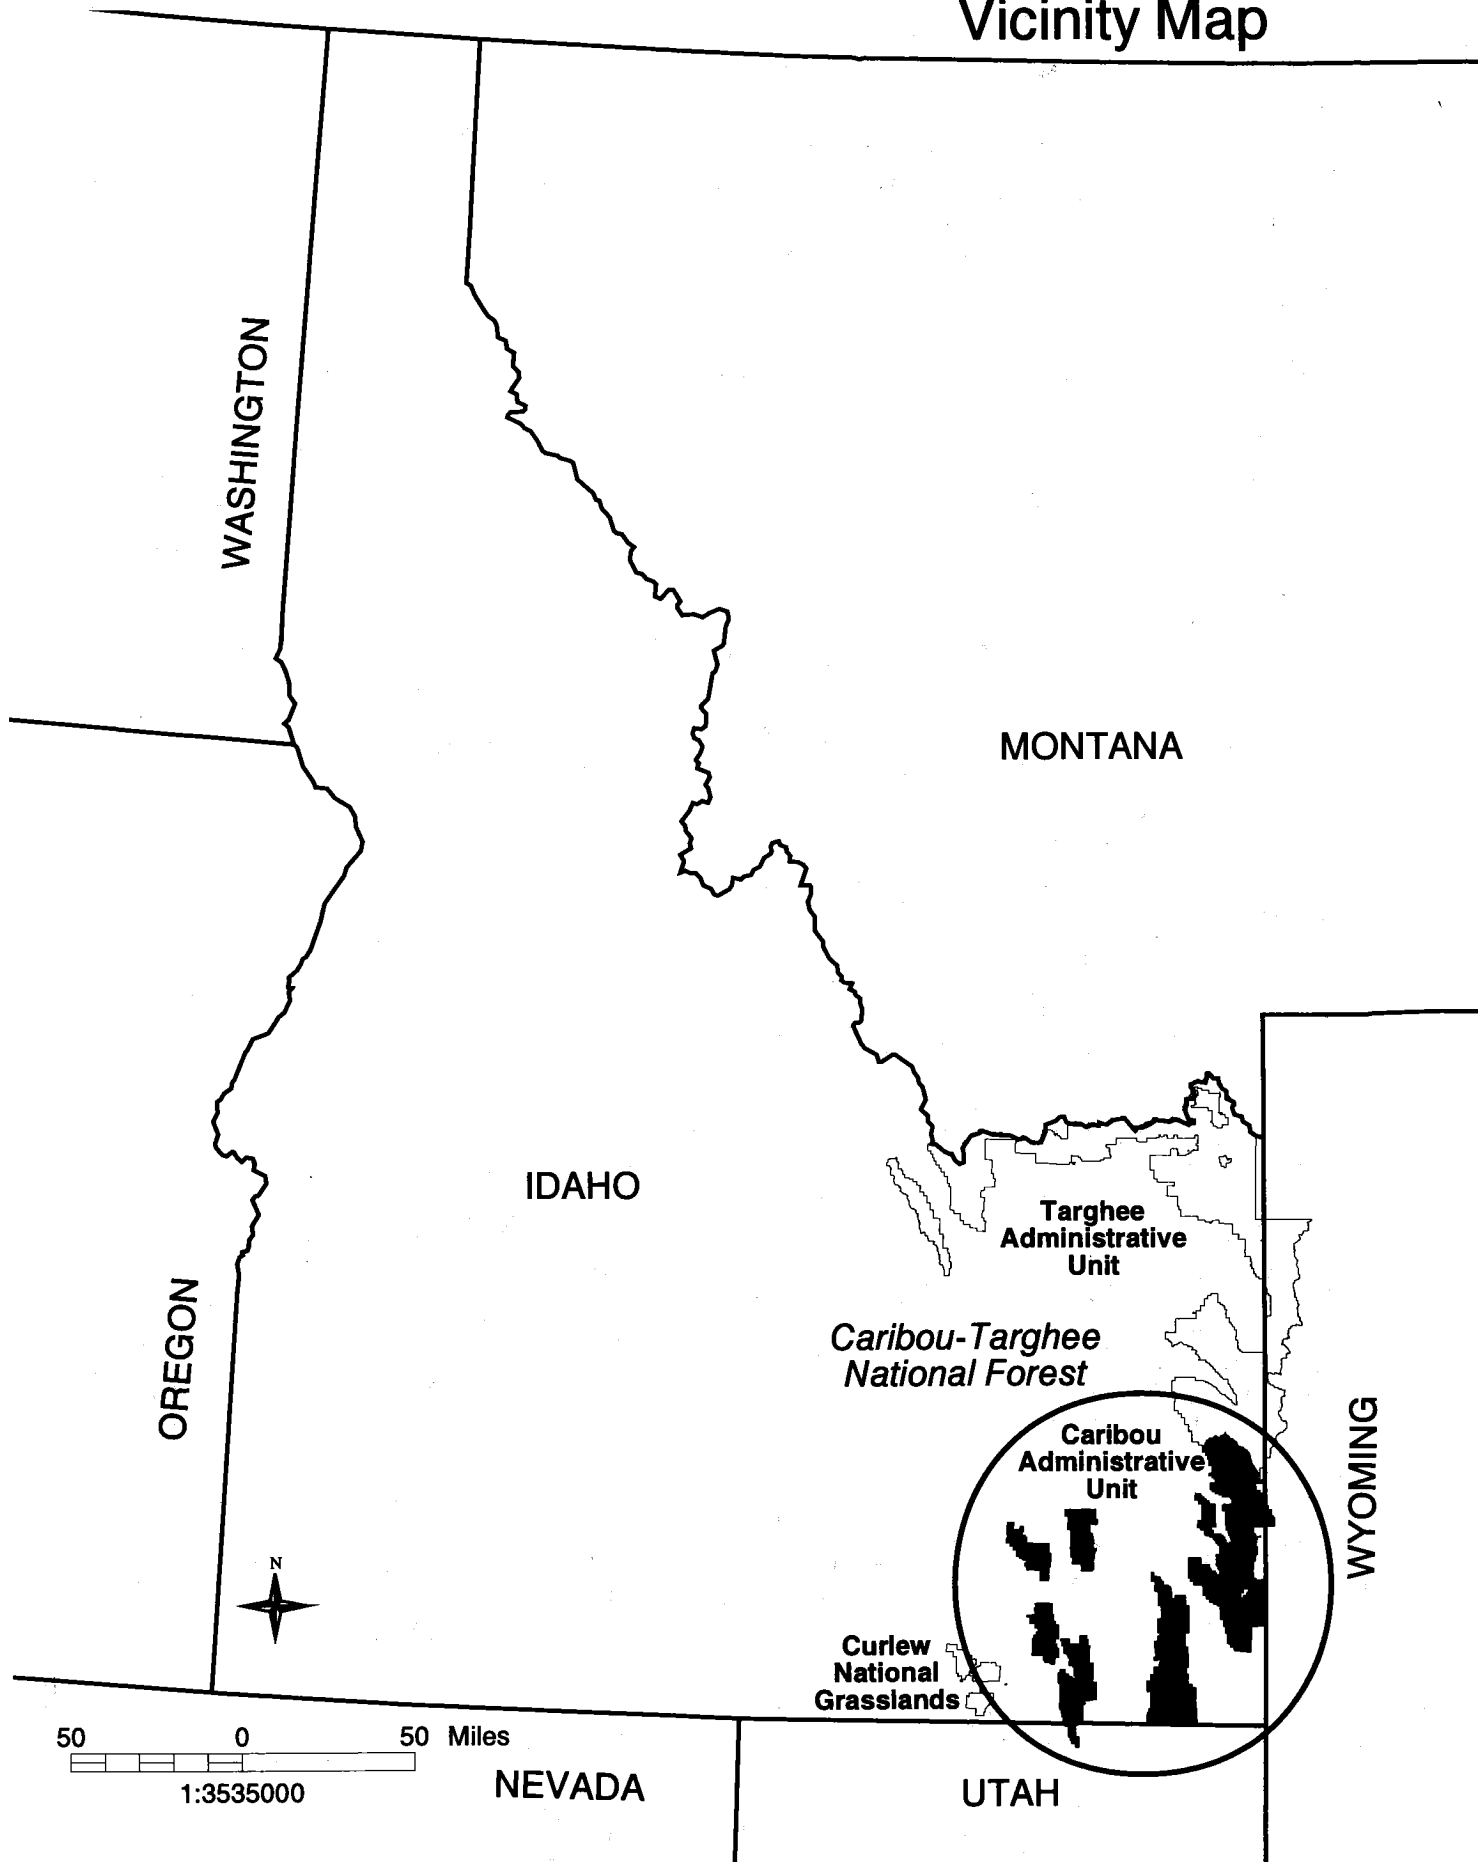 Vicinity Map
WASHINGTON
MONTANA
IDAHO
Targhee
Administrative
Unit
OREGON
Caribou-Targhee
National Forest
WYOMING
Caribou
Administrative
Unit
N
Curlew
National
Grasslands
50 0 50 Miles
1:3535000
NEVADA
UTAH